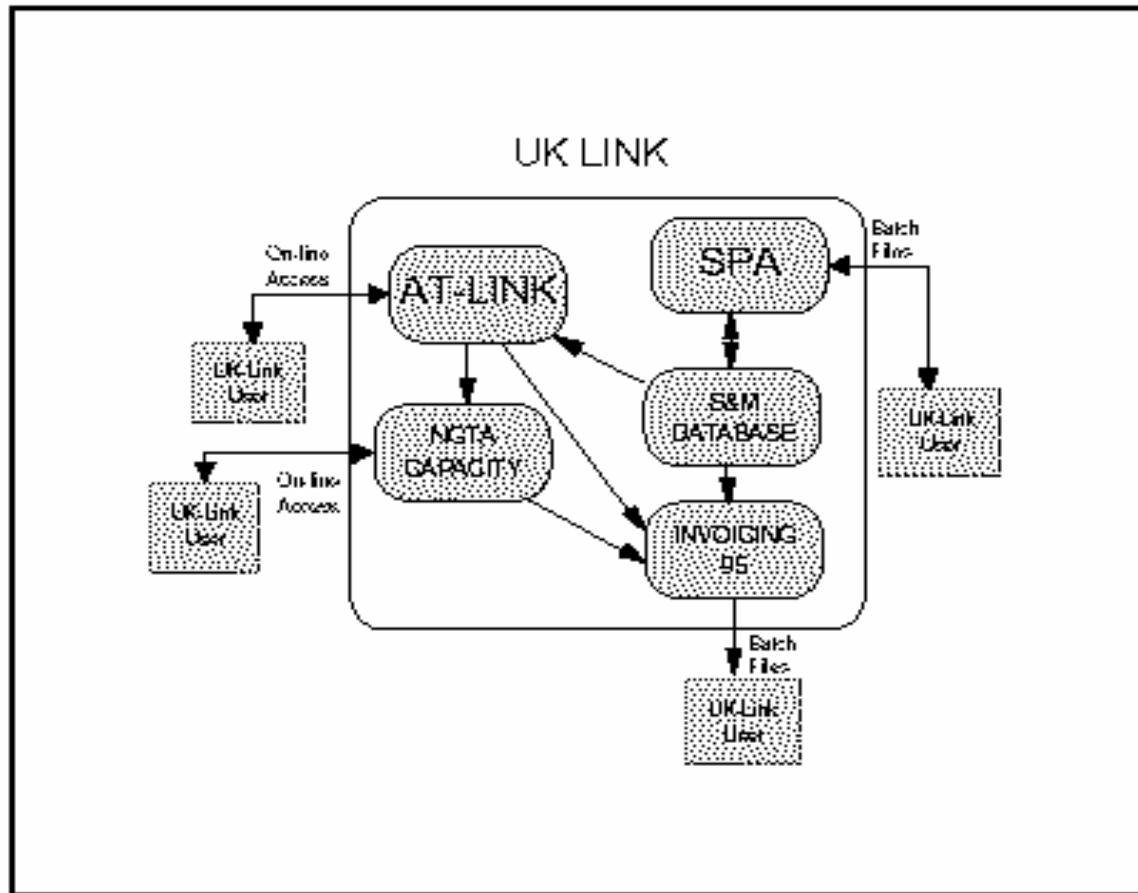 UK LINK
On-line
Access
AT-LINK
SPA
Batch
Files
UK-Link
User
S&M
DATABASE
UK-Link
User
NGTA
CAPACITY
On-line
Access
UK-Link
User
INVOICING
95
Batch
Files
UK-Link
User